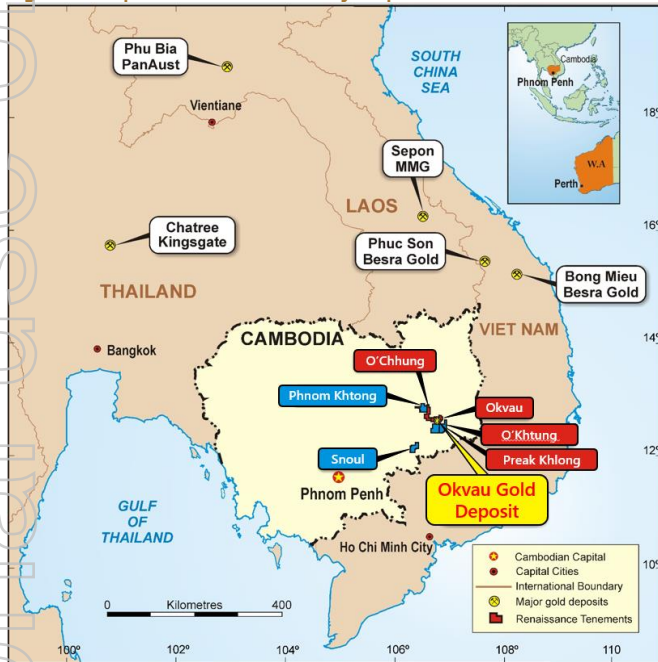 Phu Bia
PanAust
Vientiane
SOUTH
CHINA
SEA
Cambodia
Phnom Penh
W.A
Perth
18°
Sepon
MMG
LAOS
16°
Chatree
Kingsgate
Phuc Son
Besra Gold
Bong Mieu
Besra Gold
THAILAND
VIET NAM
14°
CAMBODIA
Bangkok
O'Chhung
Phnom Khtong
Okvau
O'Khtung
Preak Khlong
12°
Snoul
Phnom Penh
Okvau Gold
Deposit
GULF
OF
THAILAND
Ho Chi Minh City
10°
Cambodian Capital
Capital Cities
International Boundary
Major gold deposits
Renaissance Tenements
0 Kilometres 400
100° 102° 104° 106° 108° 110